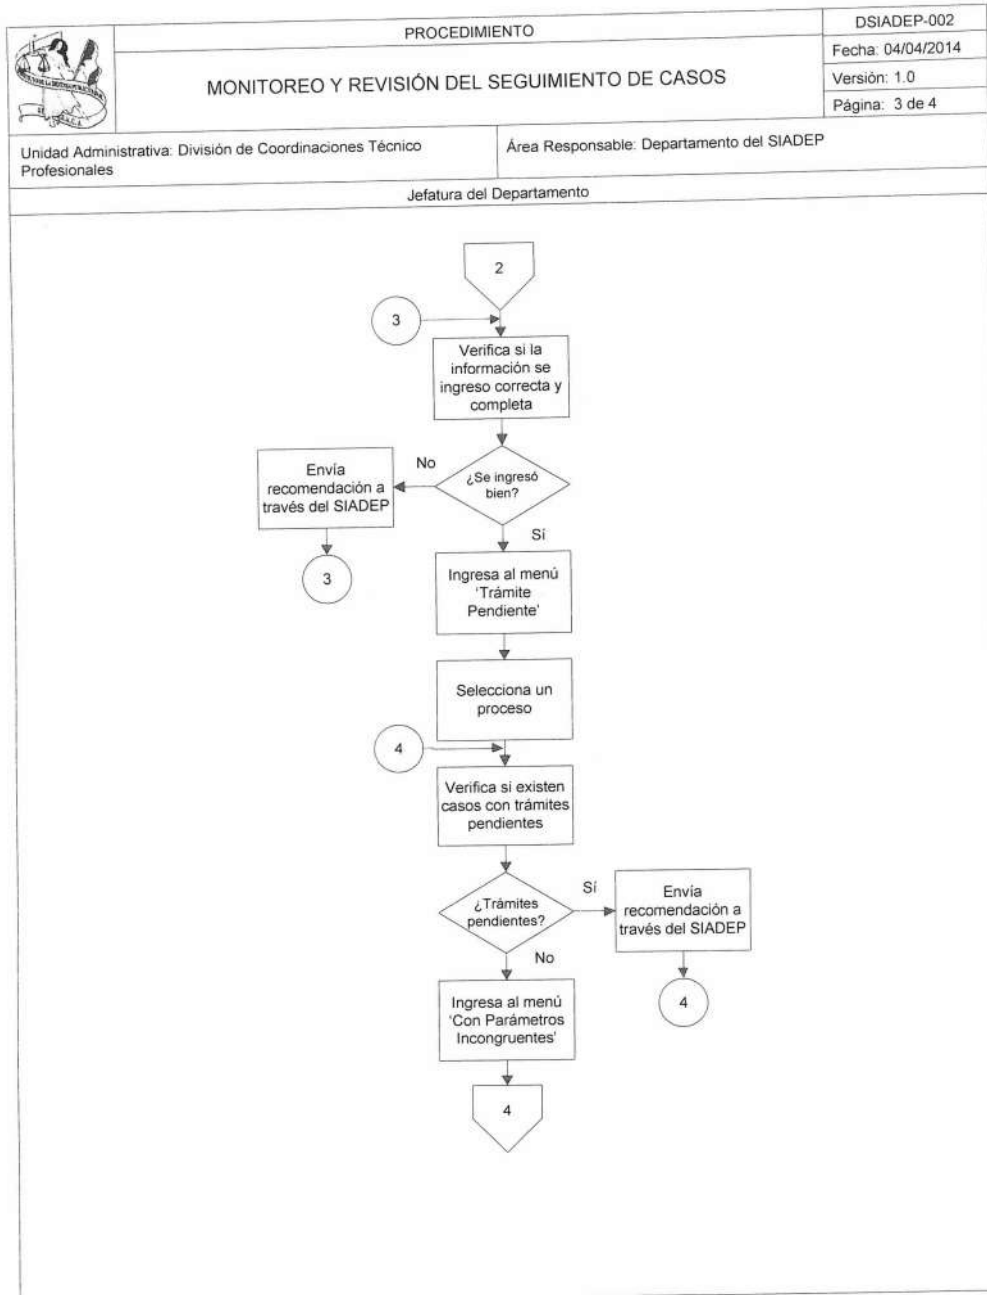 PROCEDIMIENTO
MONITOREO Y REVISIÓN DEL SEGUIMIENTO DE CASOS
DSIADEP-002
Fecha: 04/04/2014
Versión: 1.0
Página: 3 de 4
Unidad Administrativa: División de Coordinaciones Técnico
Profesionales
Área Responsable: Departamento del SIADEP
Jefatura del Departamento
2
3
Verifica si la
información se
ingreso correcta y
completa
¿Se ingresó
bien?
No
Envía
recomendación a
través del SIADEP
3
Sí
Ingresa al menú
‘Trámite
Pendiente’
Selecciona un
proceso
4
Verifica si existen
casos con trámites
pendientes
¿Trámites
pendientes?
Sí
Envía
recomendación a
través del SIADEP
4
No
Ingresa al menú
‘Con Parámetros
Incongruentes’
4